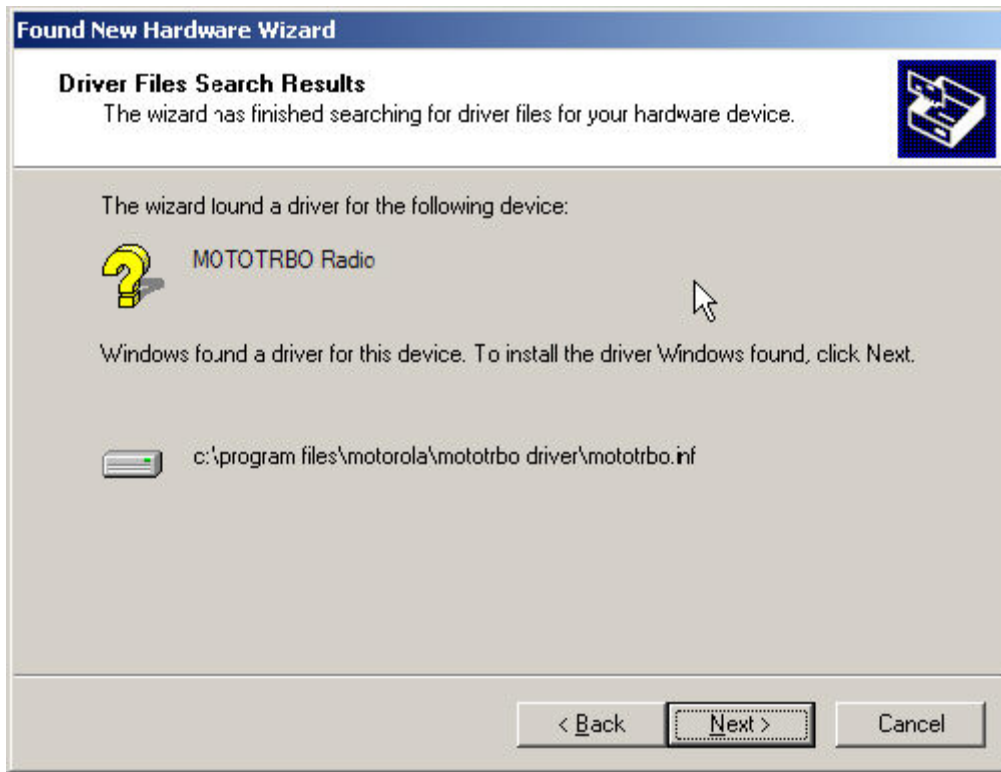 Found New Hardware Wizard
Driver Files Search Results
The wizard has finished searching for driver files for your hardware device.
The wizard found a driver for the following device:
MOTOTRBO Radio
Windows found a driver for this device. To install the driver Windows found, click Next.
c:\program files\motorola\mototrbo driver\mototrbo.inf
< Back
Next >
Cancel